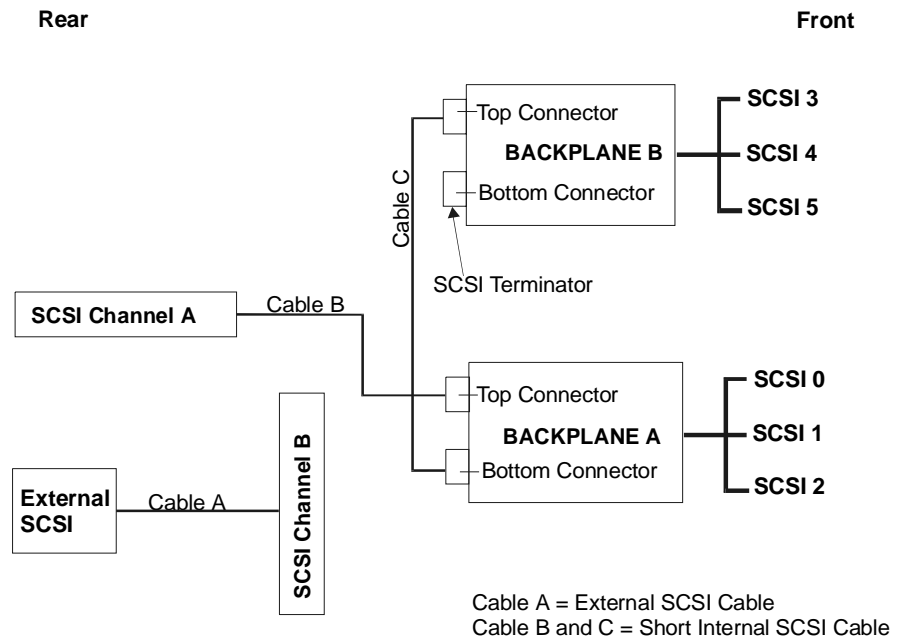 Rear
Front
Top Connector
BACKPLANE B
Bottom Connector
SCSI 3
SCSI 4
SCSI 5
Cable C
SCSI Terminator
SCSI Channel A
Cable B
Top Connector
BACKPLANE A
Bottom Connector
SCSI 0
SCSI 1
SCSI 2
External
SCSI
Cable A
SCSI Channel B
Cable A = External SCSI Cable
Cable B and C = Short Internal SCSI Cable